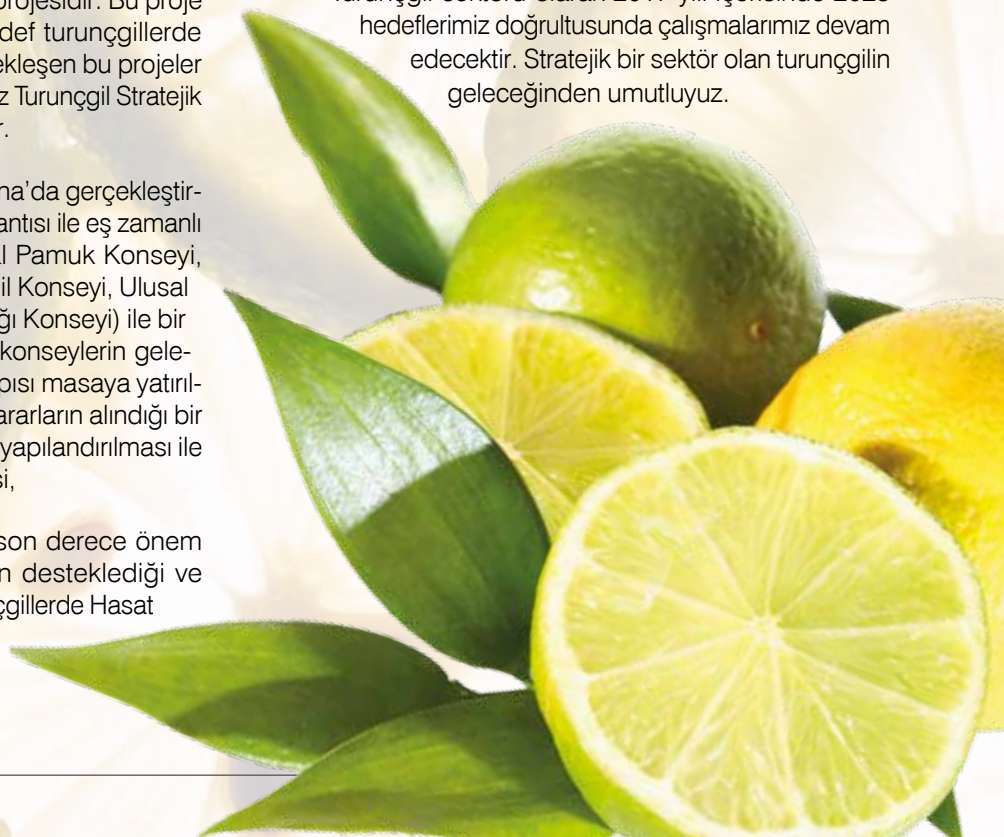 projesidir. Bu proje
def turunçgillerde
ekleşen bu projeler
z Turunçgil Stratejik
r.
na’da gerçekleştir-
antısı ile eş zamanlı
l Pamuk Konseyi,
il Konseyi, Ulusal
ğı Konseyi) ile bir
konseylerin gele-
pısı masaya yatırıl-
ararların alındığı bir
yapılandırılması ile
si,
son derece önem
n desteklediği ve
çgillerde Hasat
hedeflerimiz doğrultusunda çalışmalarımız devam
edecektir. Stratejik bir sektör olan turunçgilin
geleceğinden umutluyuz.